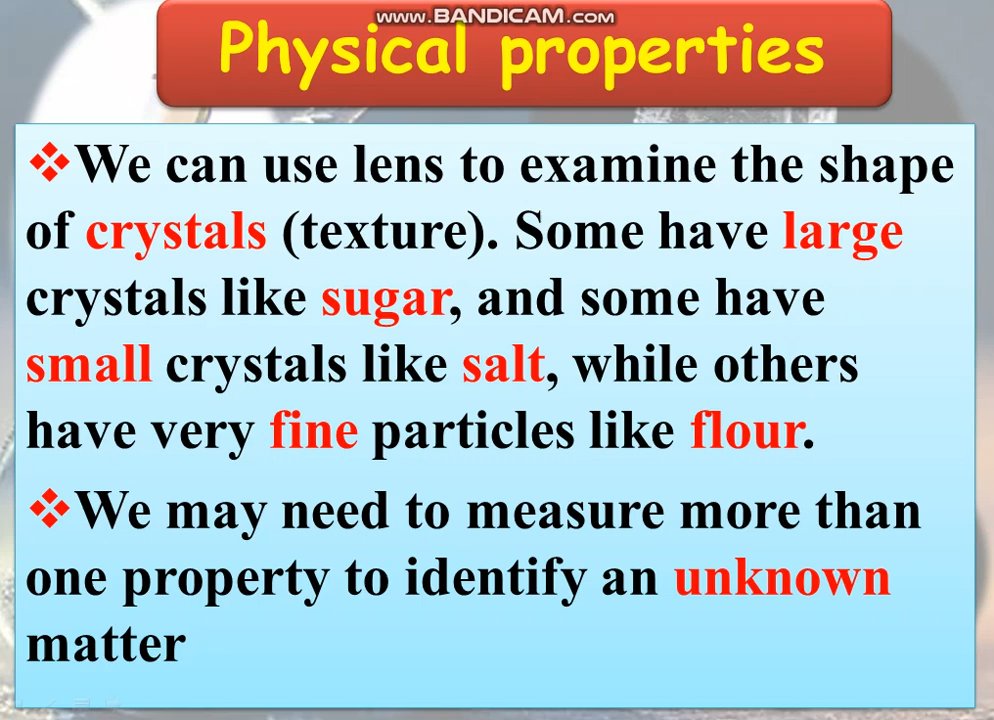 www.BANDICAM.com
Physical properties
❖We can use lens to examine the shape
of crystals (texture). Some have large
crystals like sugar, and some have
small crystals like salt, while others
have very fine particles like flour.
❖We may need to measure more than
one property to identify an unknown
matter